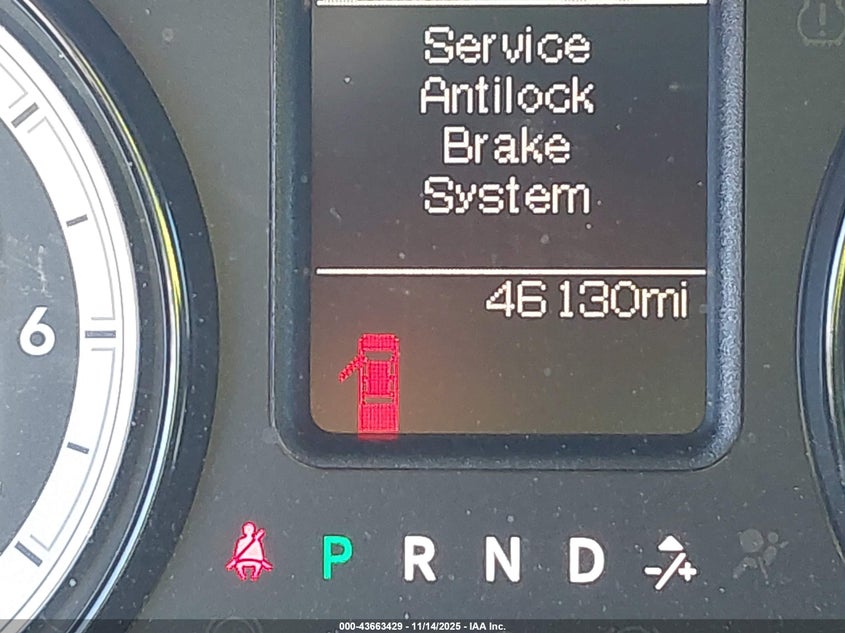 Service
Antilock
Brake
System
46130mi
6
P R N D -/+
000-43663429 - 11/14/2025 - IAA Inc.